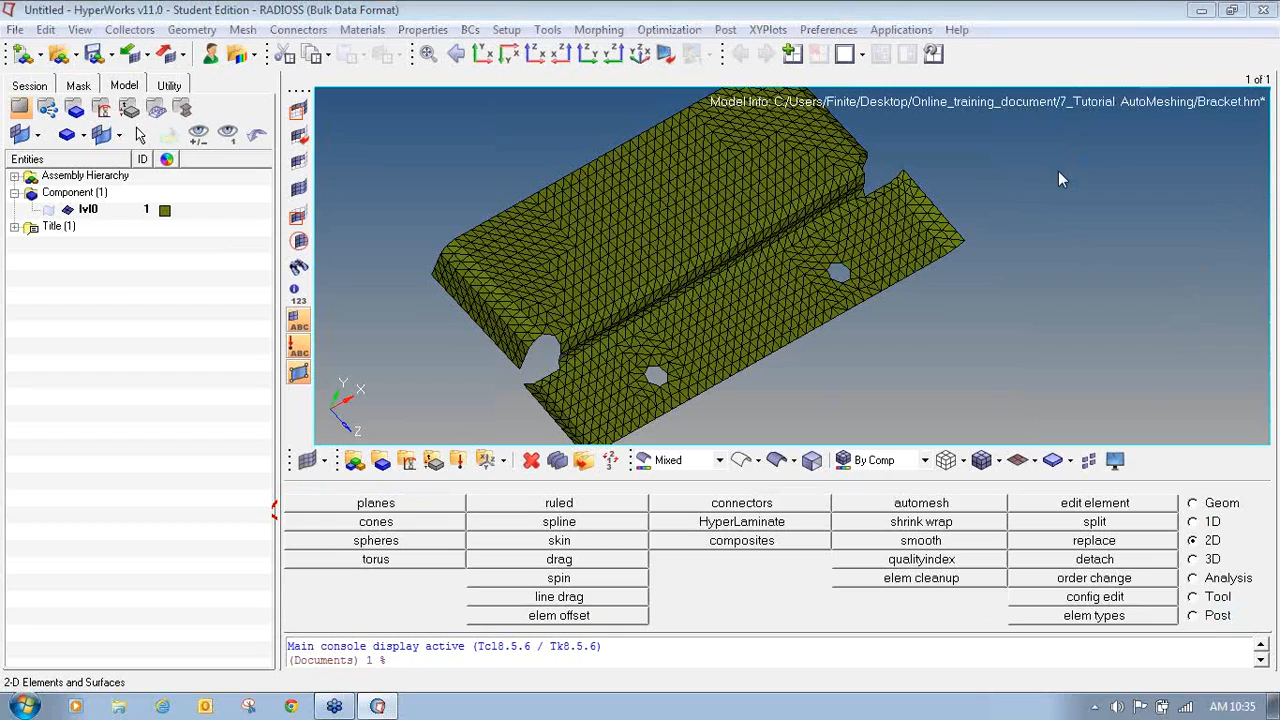 Untitled - HyperWorks v11.0 - Student Edition - RADIOSS (Bulk Data Format)
File Edit View Collectors Geometry Mesh Connectors Materials Properties BCs Setup Tools Morphing Optimization Post XYPlots Preferences Applications Help
1 of 1
Session Mask Model Utility
Model Info: C:/Users/Finite/Desktop/Online_training_document/7_Tutorial AutoMeshing/Bracket.hm*
Entities ID
Assembly Hierarchy
Component (1)
lvl0 1
Title (1)
123
ABC
ABC
Y X
Z
Mixed By Comp
planes ruled connectors automesh edit element Geom
cones spline HyperLaminate shrink wrap split 1D
spheres skin composites smooth replace 2D
torus drag qualityindex detach 3D
spin elem cleanup order change Analysis
line drag config edit Tool
elem offset elem types Post
Main console display active (Tcl8.5.6 / Tk8.5.6)
(Documents) 1 %
2-D Elements and Surfaces
AM 10:35